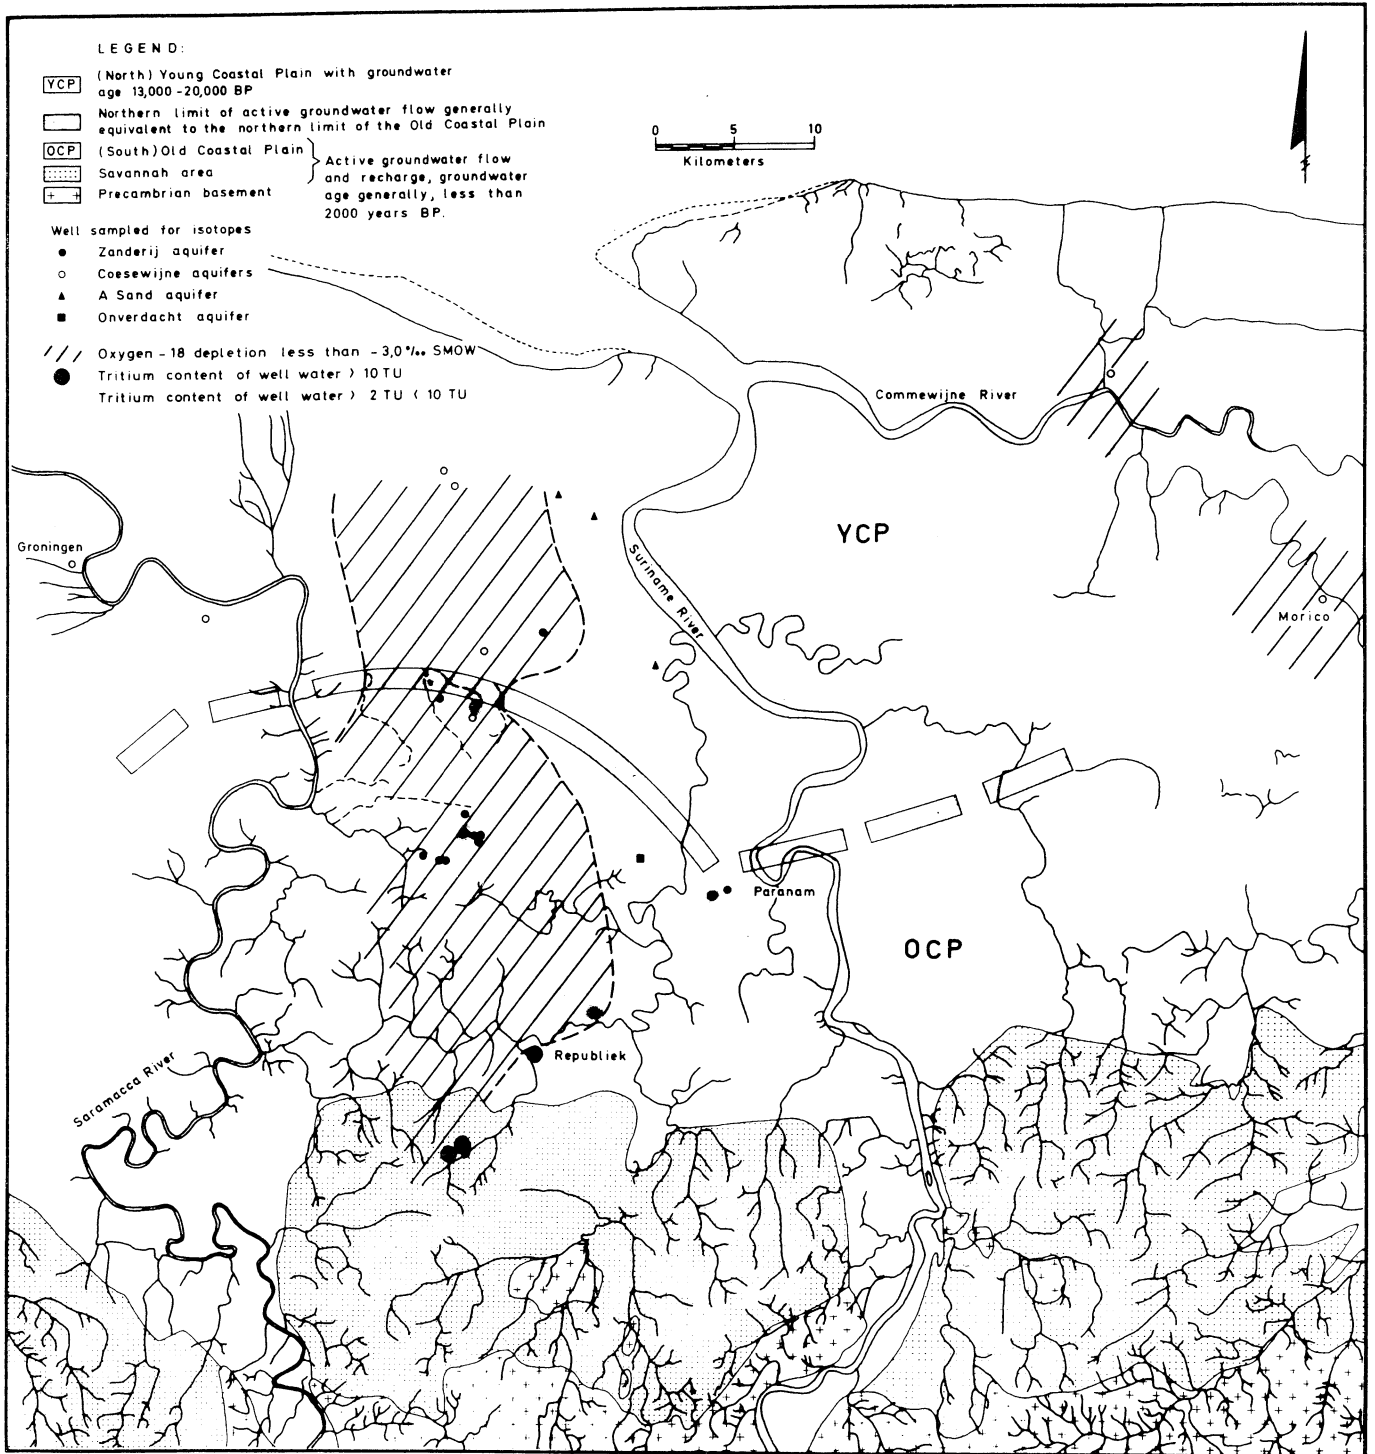 LEGEND:
YCP (North) Young Coastal Plain with groundwater
age 13,000 - 20,000 BP
Northern limit of active groundwater flow generally
equivalent to the northern limit of the Old Coastal Plain
OCP (South) Old Coastal Plain
Savannah area
+ + Precambrian basement
Active groundwater flow
and recharge, groundwater
age generally, less than
2000 years BP.
Well sampled for isotopes
Zanderij aquifer
Coesewijne aquifers
A Sand aquifer
Onverdacht aquifer
Oxygen - 18 depletion less than - 3,0 ‰ SMOW
Tritium content of well water > 10 TU
Tritium content of well water > 2 TU < 10 TU
0 5 10
Kilometers
Commewijne River
YCP
Groningen
Suriname River
Morico
Paranam
OCP
Republiek
Saramacca River